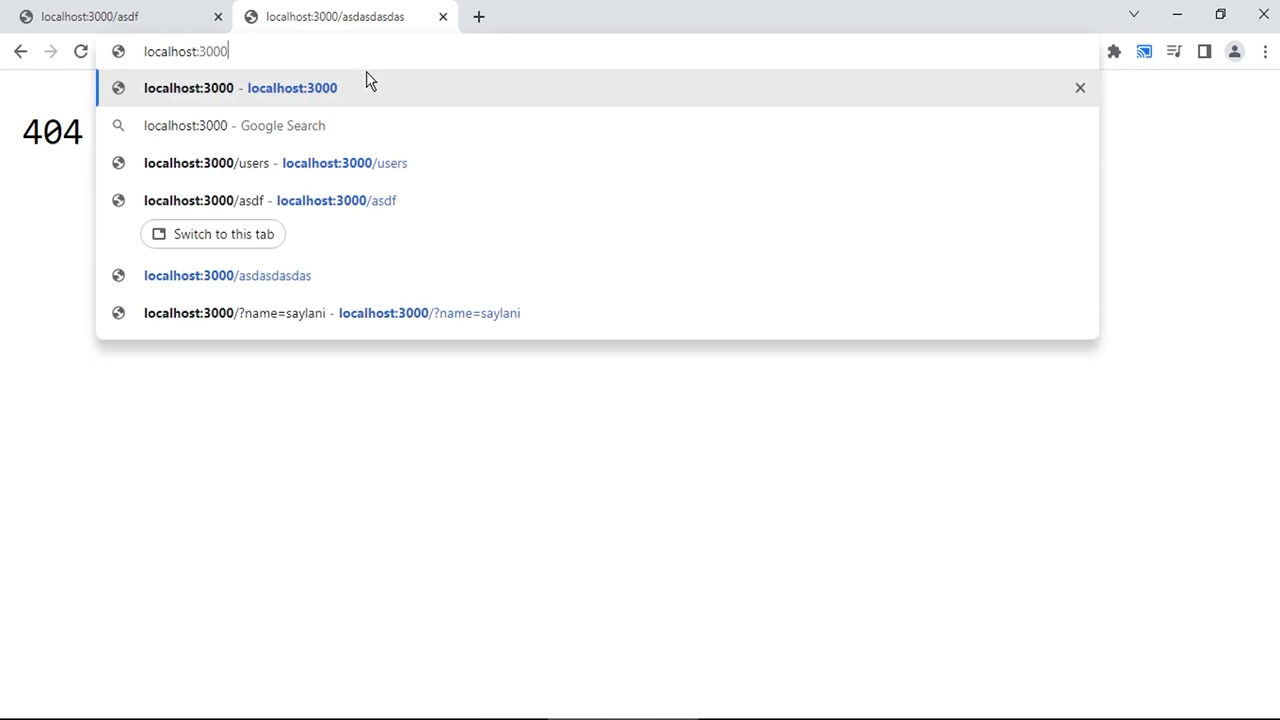 localhost:3000/asdf
localhost:3000/asdasdasdas
localhost:3000
localhost:3000 - localhost:3000
localhost:3000 - Google Search
404
localhost:3000/users - localhost:3000/users
localhost:3000/asdf - localhost:3000/asdf
Switch to this tab
localhost:3000/asdasdasdas
localhost:3000/?name=saylani - localhost:3000/?name=saylani